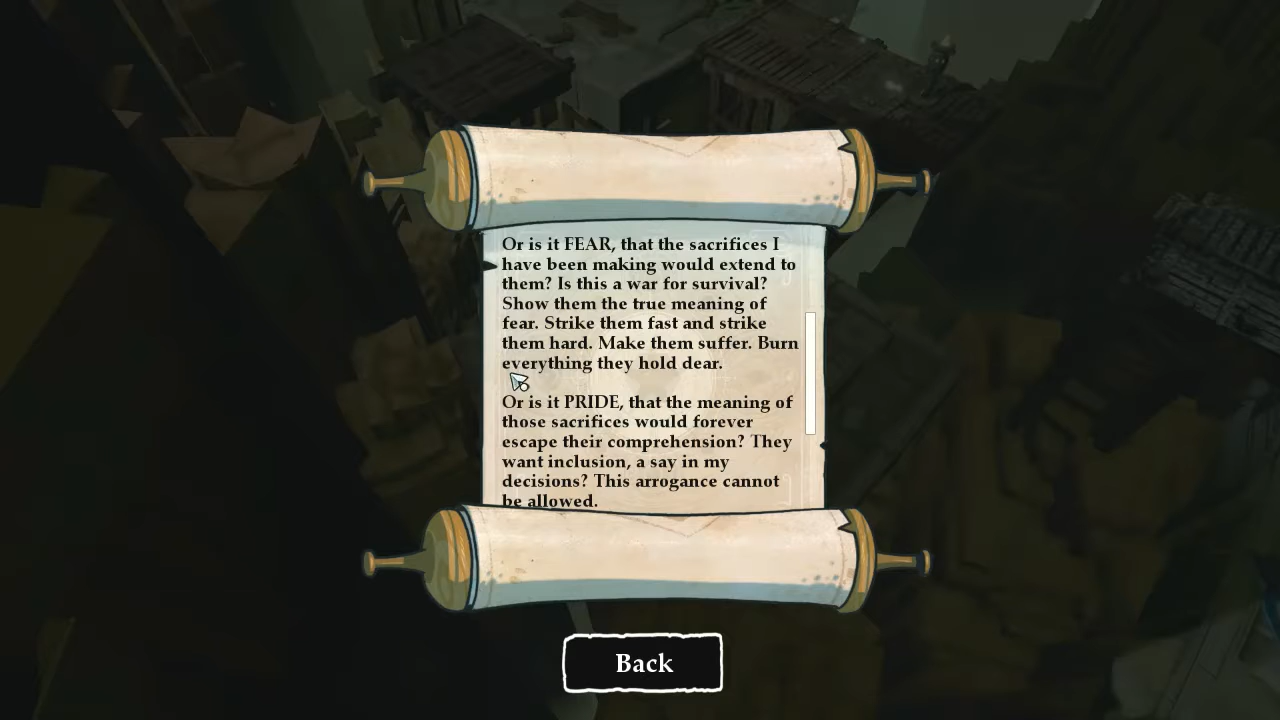 Or is it FEAR, that the sacrifices I
have been making would extend to
them? Is this a war for survival?
Show them the true meaning of
fear. Strike them fast and strike
them hard. Make them suffer. Burn
everything they hold dear.
Or is it PRIDE, that the meaning of
those sacrifices would forever
escape their comprehension? They
want inclusion, a say in my
decisions? This arrogance cannot
be allowed.
Back